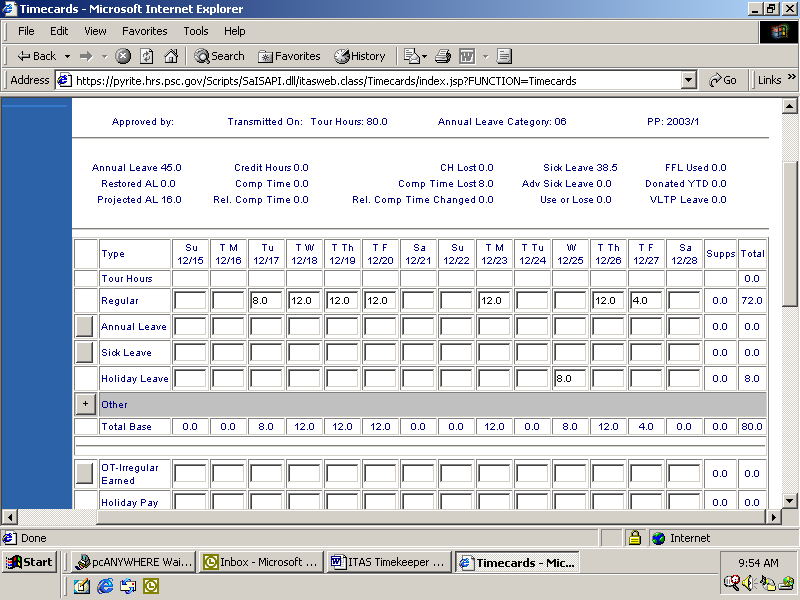 Timecards - Microsoft Internet Explorer
File Edit View Favorites Tools Help
Back Search Favorites History
Address https://pyrite.hrs.psc.gov/Scripts/SaISAPI.dll/itasweb.class/Timecards/index.jsp?FUNCTION=Timecards Go Links »
Approved by: Transmitted On: Tour Hours: 80.0 Annual Leave Category: 06 PP: 2003/1
Annual Leave 45.0 Credit Hours 0.0 CH Lost 0.0 Sick Leave 38.5 FFL Used 0.0
Restored AL 0.0 Comp Time 0.0 Comp Time Lost 8.0 Adv Sick Leave 0.0 Donated YTD 0.0
Projected AL 16.0 Rel. Comp Time 0.0 Rel. Comp Time Changed 0.0 Use or Lose 0.0 VLTP Leave 0.0
Su T M Tu T W T Th T F Sa Su T M T Tu W T Th T F Sa
Type Supps Total
12/15 12/16 12/17 12/18 12/19 12/20 12/21 12/22 12/23 12/24 12/25 12/26 12/27 12/28
Tour Hours 0.0
Regular 8.0 12.0 12.0 12.0 12.0 12.0 4.0 0.0 72.0
Annual Leave 0.0 0.0
Sick Leave 0.0 0.0
Holiday Leave 8.0 0.0 8.0
+ Other
Total Base 0.0 0.0 8.0 12.0 12.0 12.0 0.0 0.0 12.0 0.0 8.0 12.0 4.0 0.0 0.0 80.0
OT-Irregular
Earned 0.0 0.0
Holiday Pay 0.0 0.0
Done Internet
Start pcANYWHERE Wai... Inbox - Microsoft ... ITAS Timekeeper ... Timecards - Mic... 9:54 AM